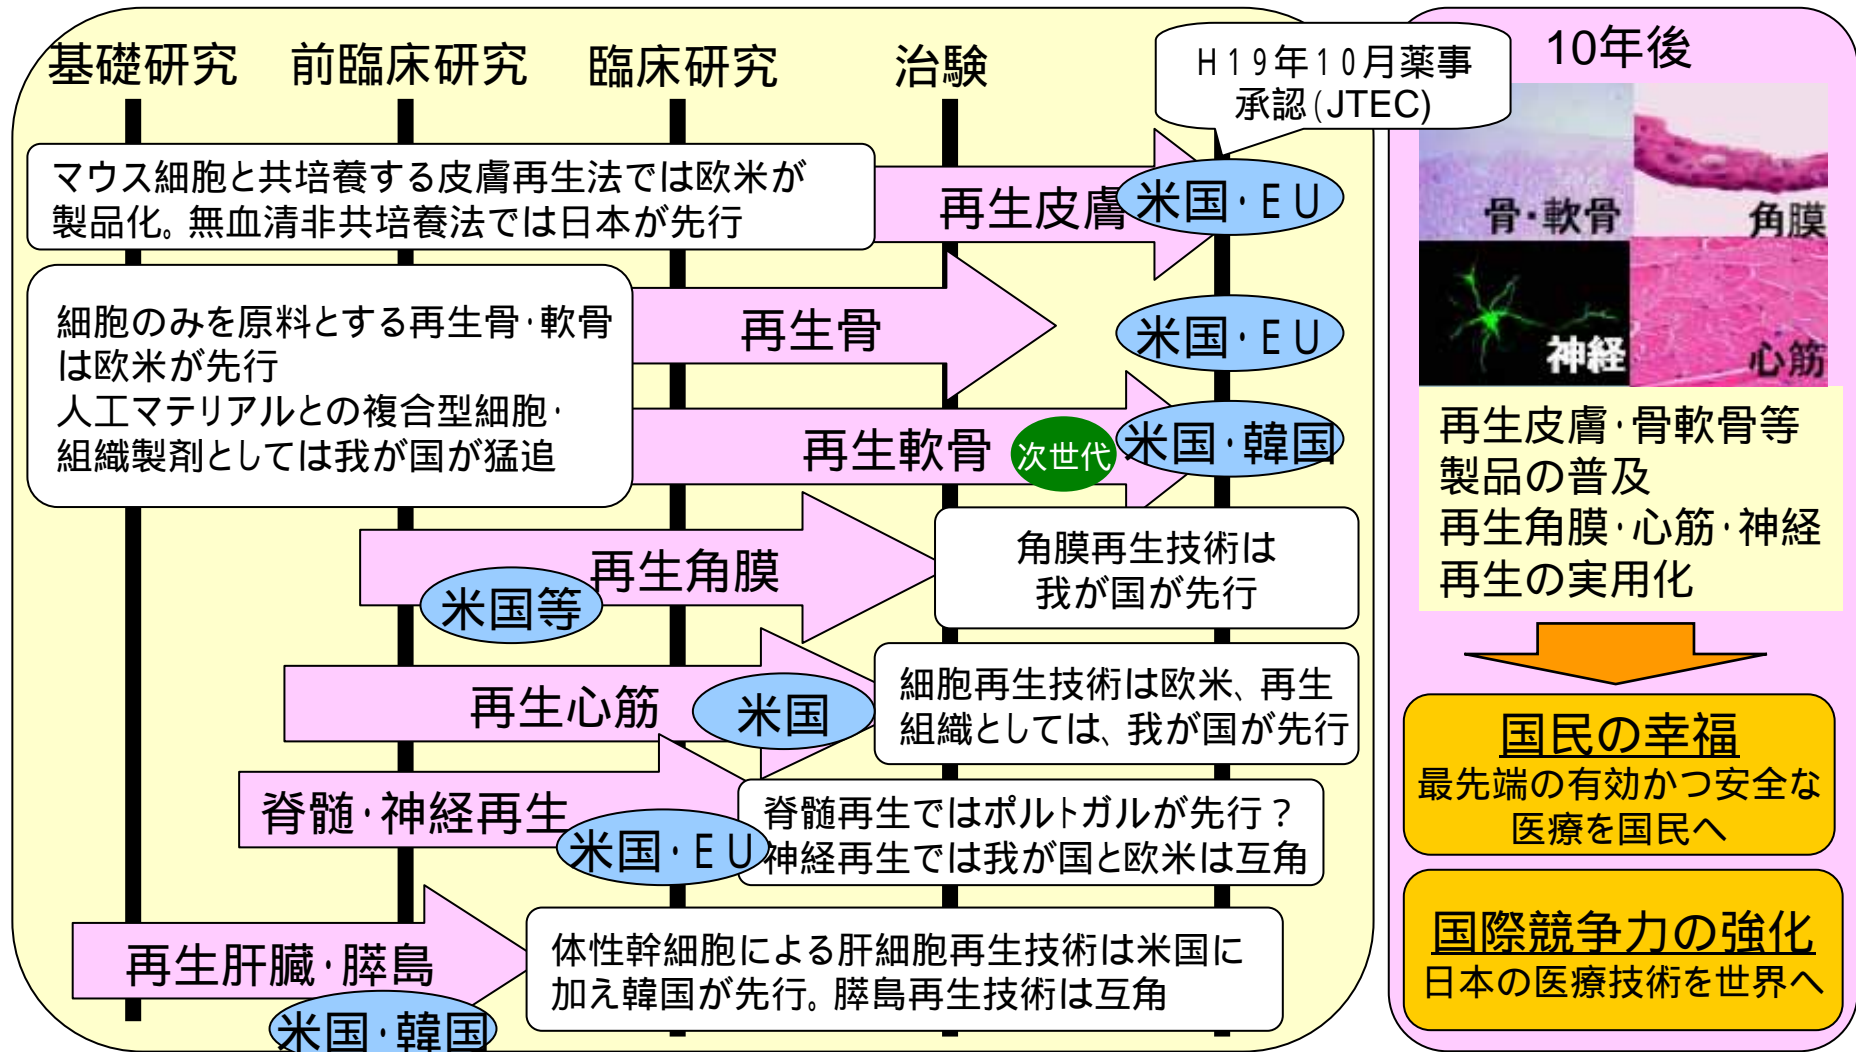 基礎研究
前臨床研究
臨床研究
治験
H19年10月薬事
承認(JTEC)
マウス細胞と共培養する皮膚再生法では欧米が
製品化。無血清非共培養法では日本が先行
再生皮膚
米国・EU
細胞のみを原料とする再生骨・軟骨
は欧米が先行
人工マテリアルとの複合型細胞・
組織製剤としては我が国が猛追
再生骨
米国・EU
再生軟骨
次世代
米国・韓国
再生角膜
米国等
角膜再生技術は
我が国が先行
再生心筋
米国
細胞再生技術は欧米、再生
組織としては、我が国が先行
脊髄・神経再生
米国・EU
脊髄再生ではポルトガルが先行？
神経再生では我が国と欧米は互角
再生肝臓・膵島
米国・韓国
体性幹細胞による肝細胞再生技術は米国に
加え韓国が先行。膵島再生技術は互角
10年後
骨・軟骨
角膜
神経
心筋
再生皮膚・骨軟骨等
製品の普及
再生角膜・心筋・神経
再生の実用化
国民の幸福
最先端の有効かつ安全な
医療を国民へ
国際競争力の強化
日本の医療技術を世界へ